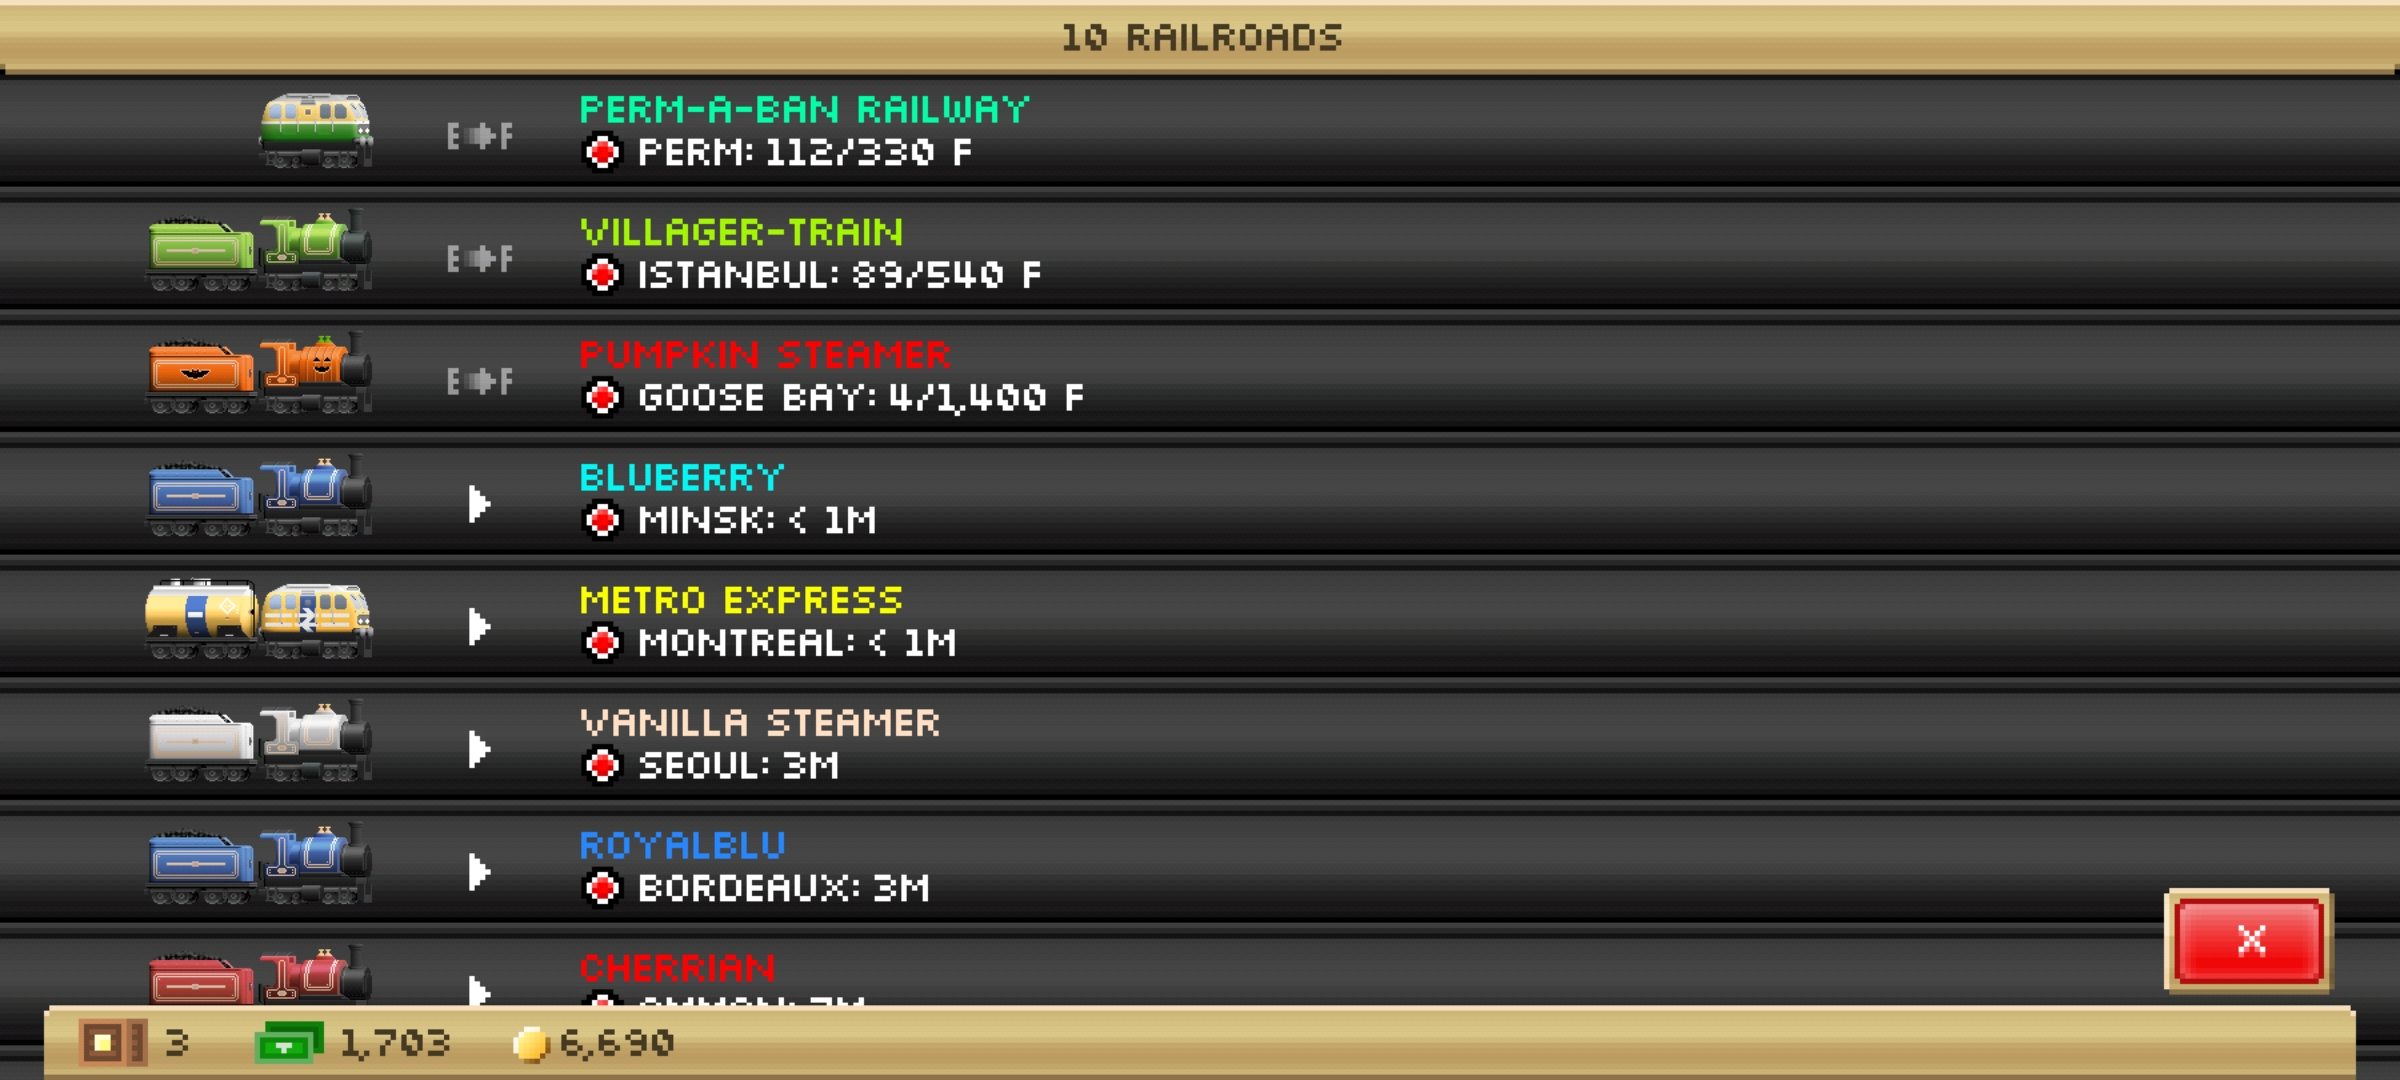 10 RAILROADS
PERM-A-BAN RAILWAY
E F
PERM: 112/330 F
VILLAGER-TRAIN
E F
ISTANBUL: 89/540 F
PUMPKIN STEAMER
E F
GOOSE BAY: 4/1,400 F
BLUBERRY
MINSK: < 1M
METRO EXPRESS
MONTREAL: < 1M
VANILLA STEAMER
SEOUL: 3M
ROYALBLU
BORDEAUX: 3M
CHERRIAN
X
3 1,703 6,690